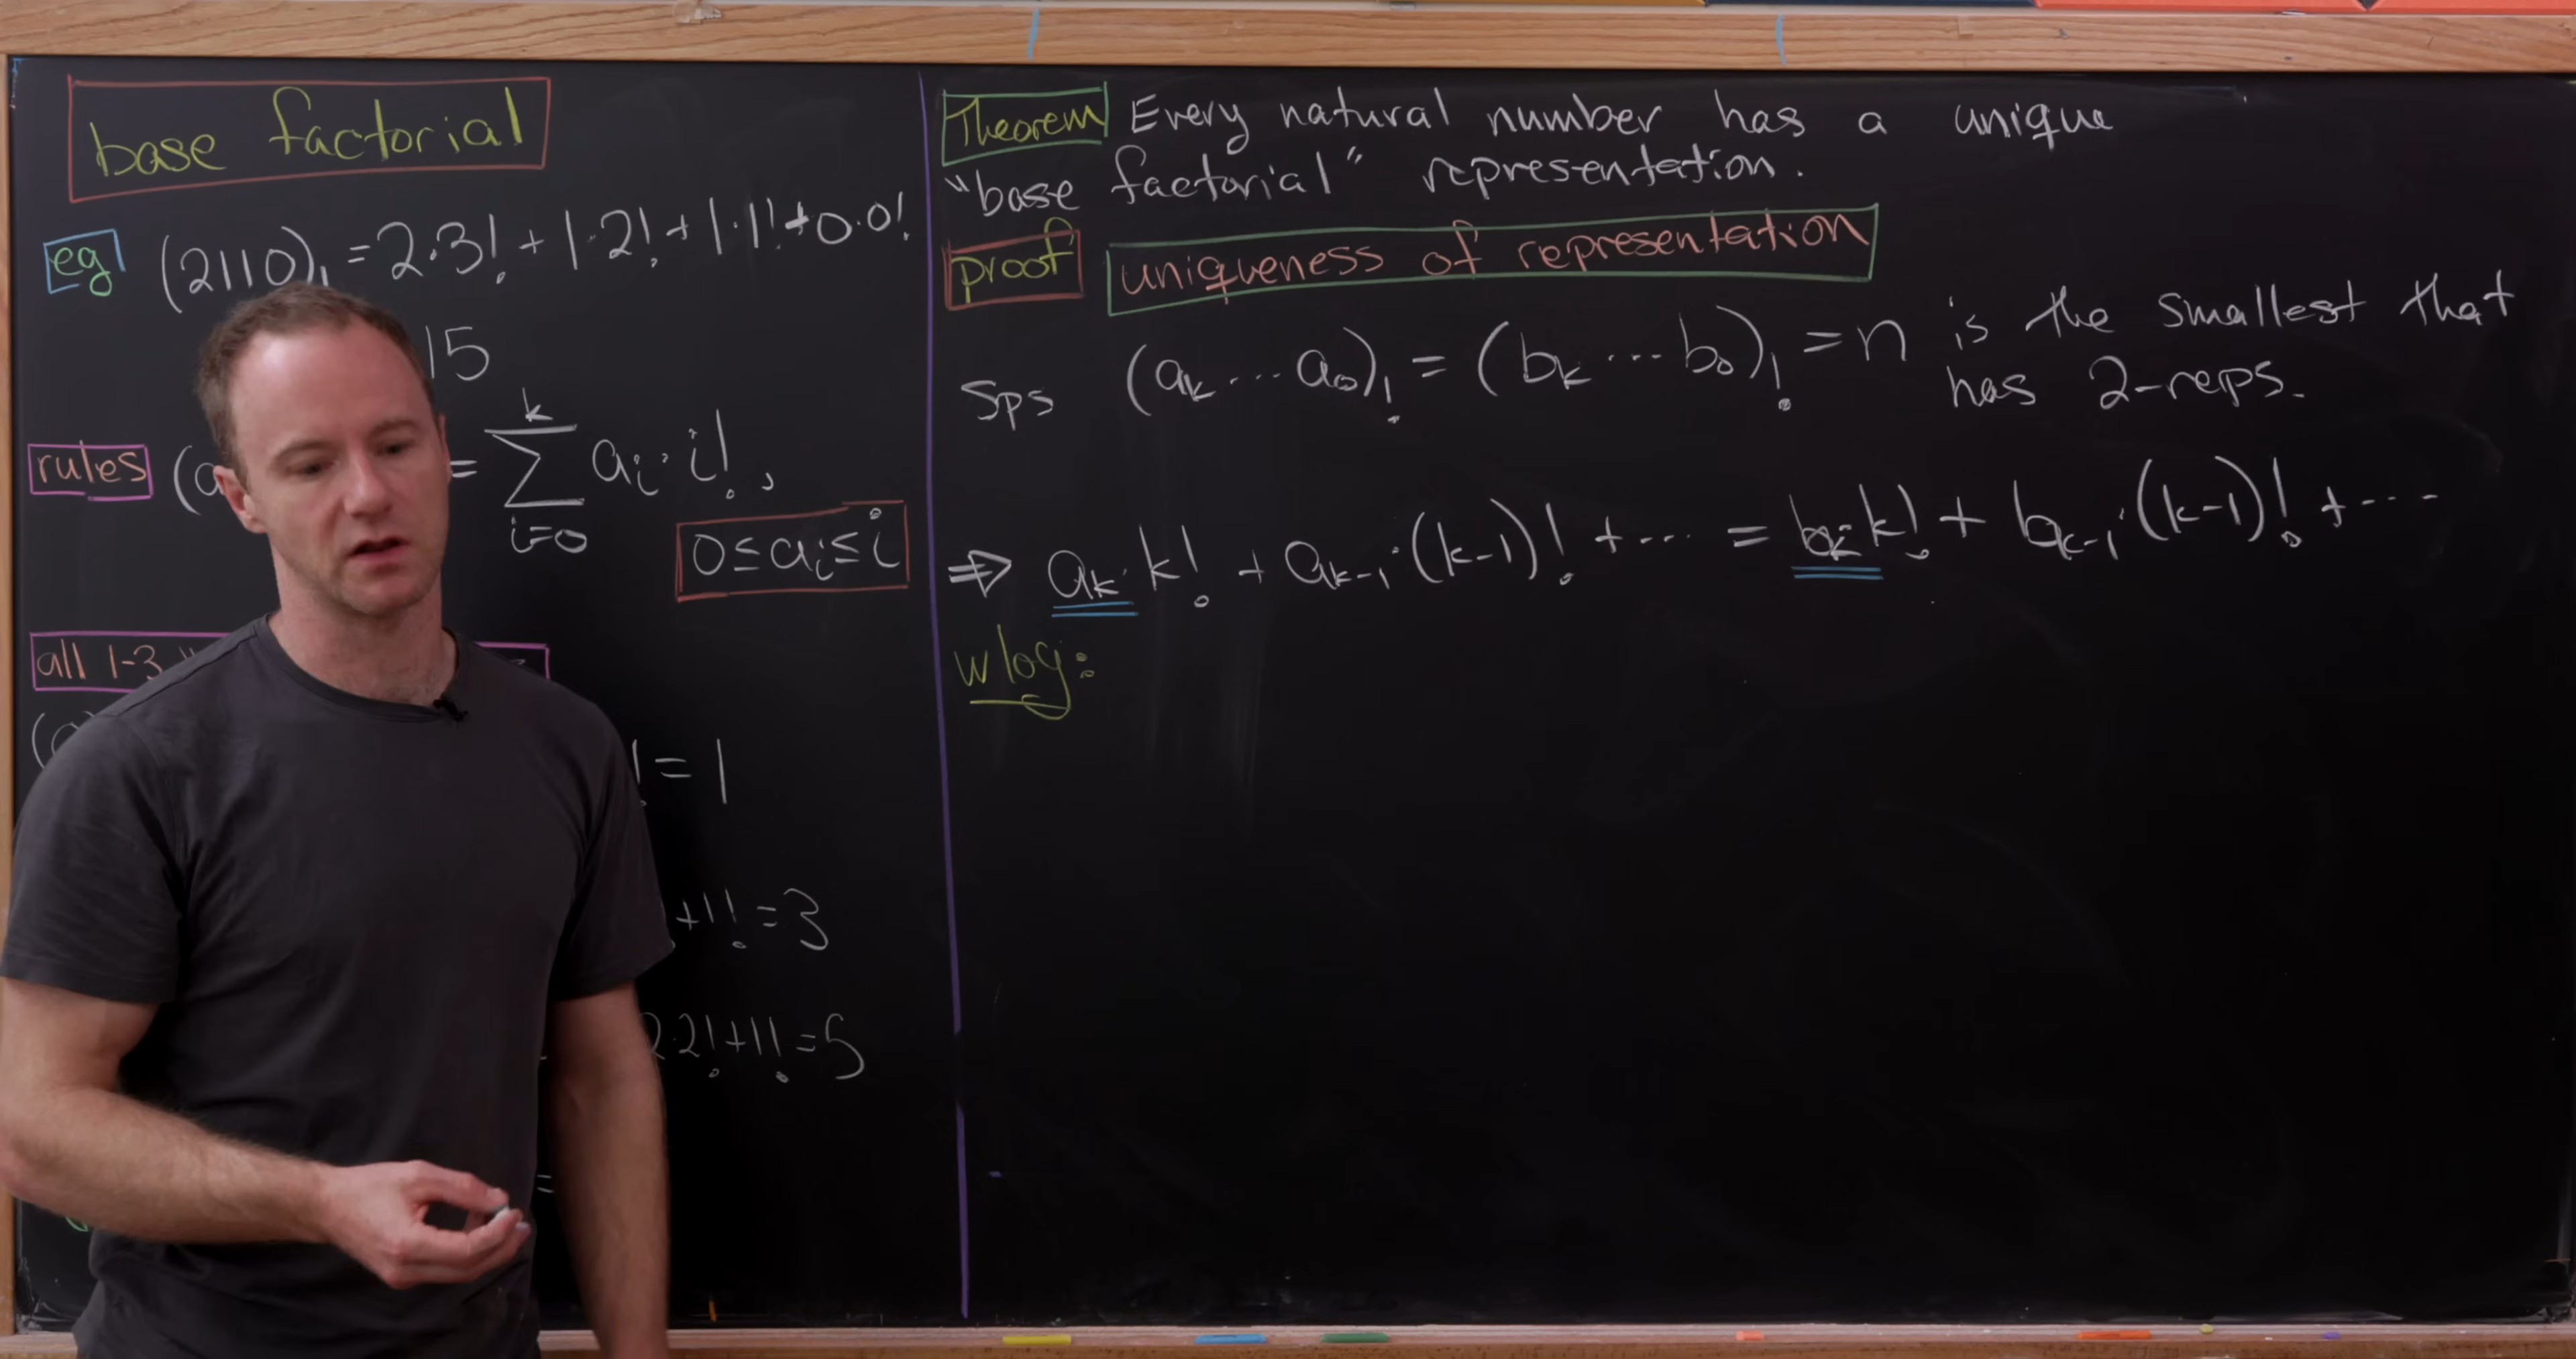 base factorial
eg (2110)! = 2·3! + 1·2! + 1·1! + 0·0!
15
rules (a = ∑ᵢ₌₀ᵏ aᵢ·i! ,
0 ≤ aᵢ ≤ i
all 1-3
! = 1
+1! = 3
2·2!+1! = 5
=
Theorem Every natural number has a unique
"base factorial" representation.
proof uniqueness of representation
Sps (aₖ ... a₀)! = (bₖ ... b₀)! = n is the smallest that
has 2-reps.
⇒ aₖ·k! + aₖ₋₁·(k-1)! + ... = bₖ·k! + bₖ₋₁·(k-1)! + ...
wlog: